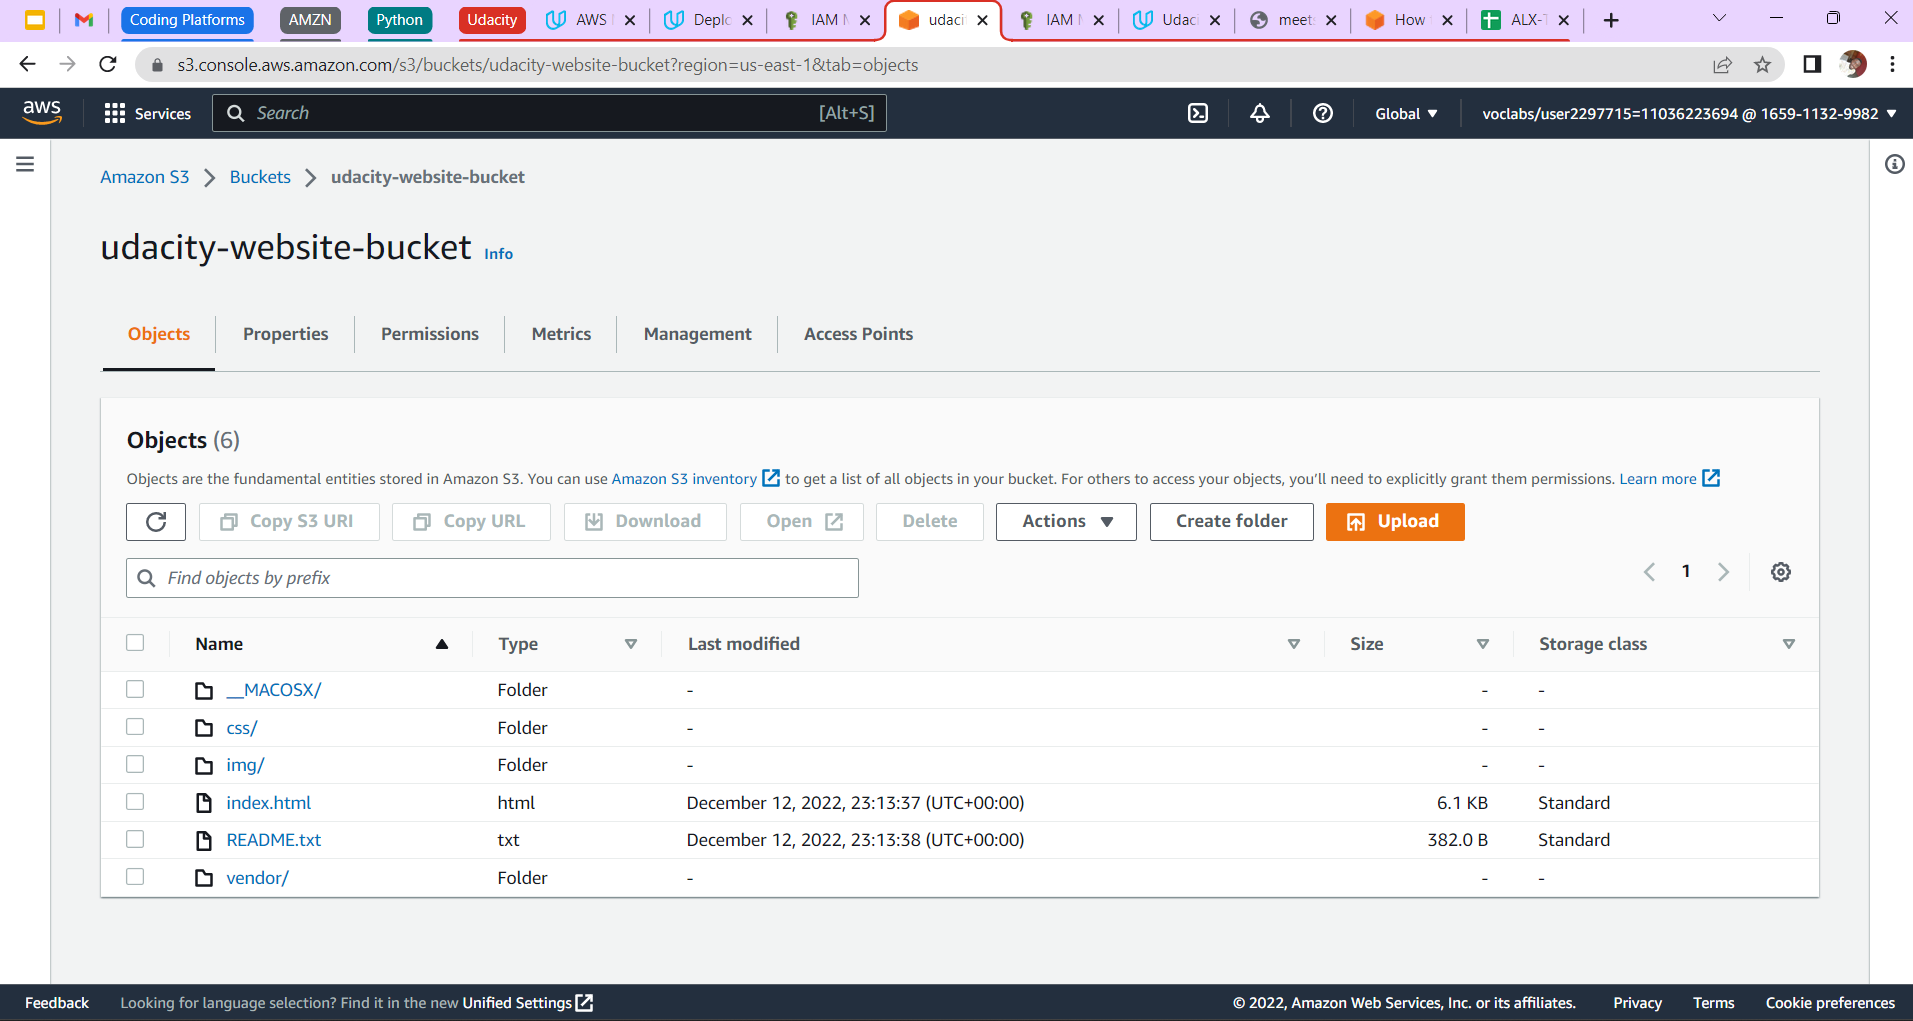 Coding Platforms AMZN Python Udacity AWS Deplo IAM M udaci IAM M Udaci meet How ALX-T
s3.console.aws.amazon.com/s3/buckets/udacity-website-bucket?region=us-east-1&tab=objects
aws Services Search [Alt+S] Global voclabs/user2297715=11036223694 @ 1659-1132-9982
Amazon S3 Buckets udacity-website-bucket
udacity-website-bucket Info
Objects Properties Permissions Metrics Management Access Points
Objects (6)
Objects are the fundamental entities stored in Amazon S3. You can use Amazon S3 inventory to get a list of all objects in your bucket. For others to access your objects, you'll need to explicitly grant them permissions. Learn more
Copy S3 URI Copy URL Download Open Delete Actions Create folder Upload
Find objects by prefix 1
Name Type Last modified Size Storage class
__MACOSX/ Folder - - -
css/ Folder - - -
img/ Folder - - -
index.html html December 12, 2022, 23:13:37 (UTC+00:00) 6.1 KB Standard
README.txt txt December 12, 2022, 23:13:38 (UTC+00:00) 382.0 B Standard
vendor/ Folder - - -
Feedback Looking for language selection? Find it in the new Unified Settings © 2022, Amazon Web Services, Inc. or its affiliates. Privacy Terms Cookie preferences